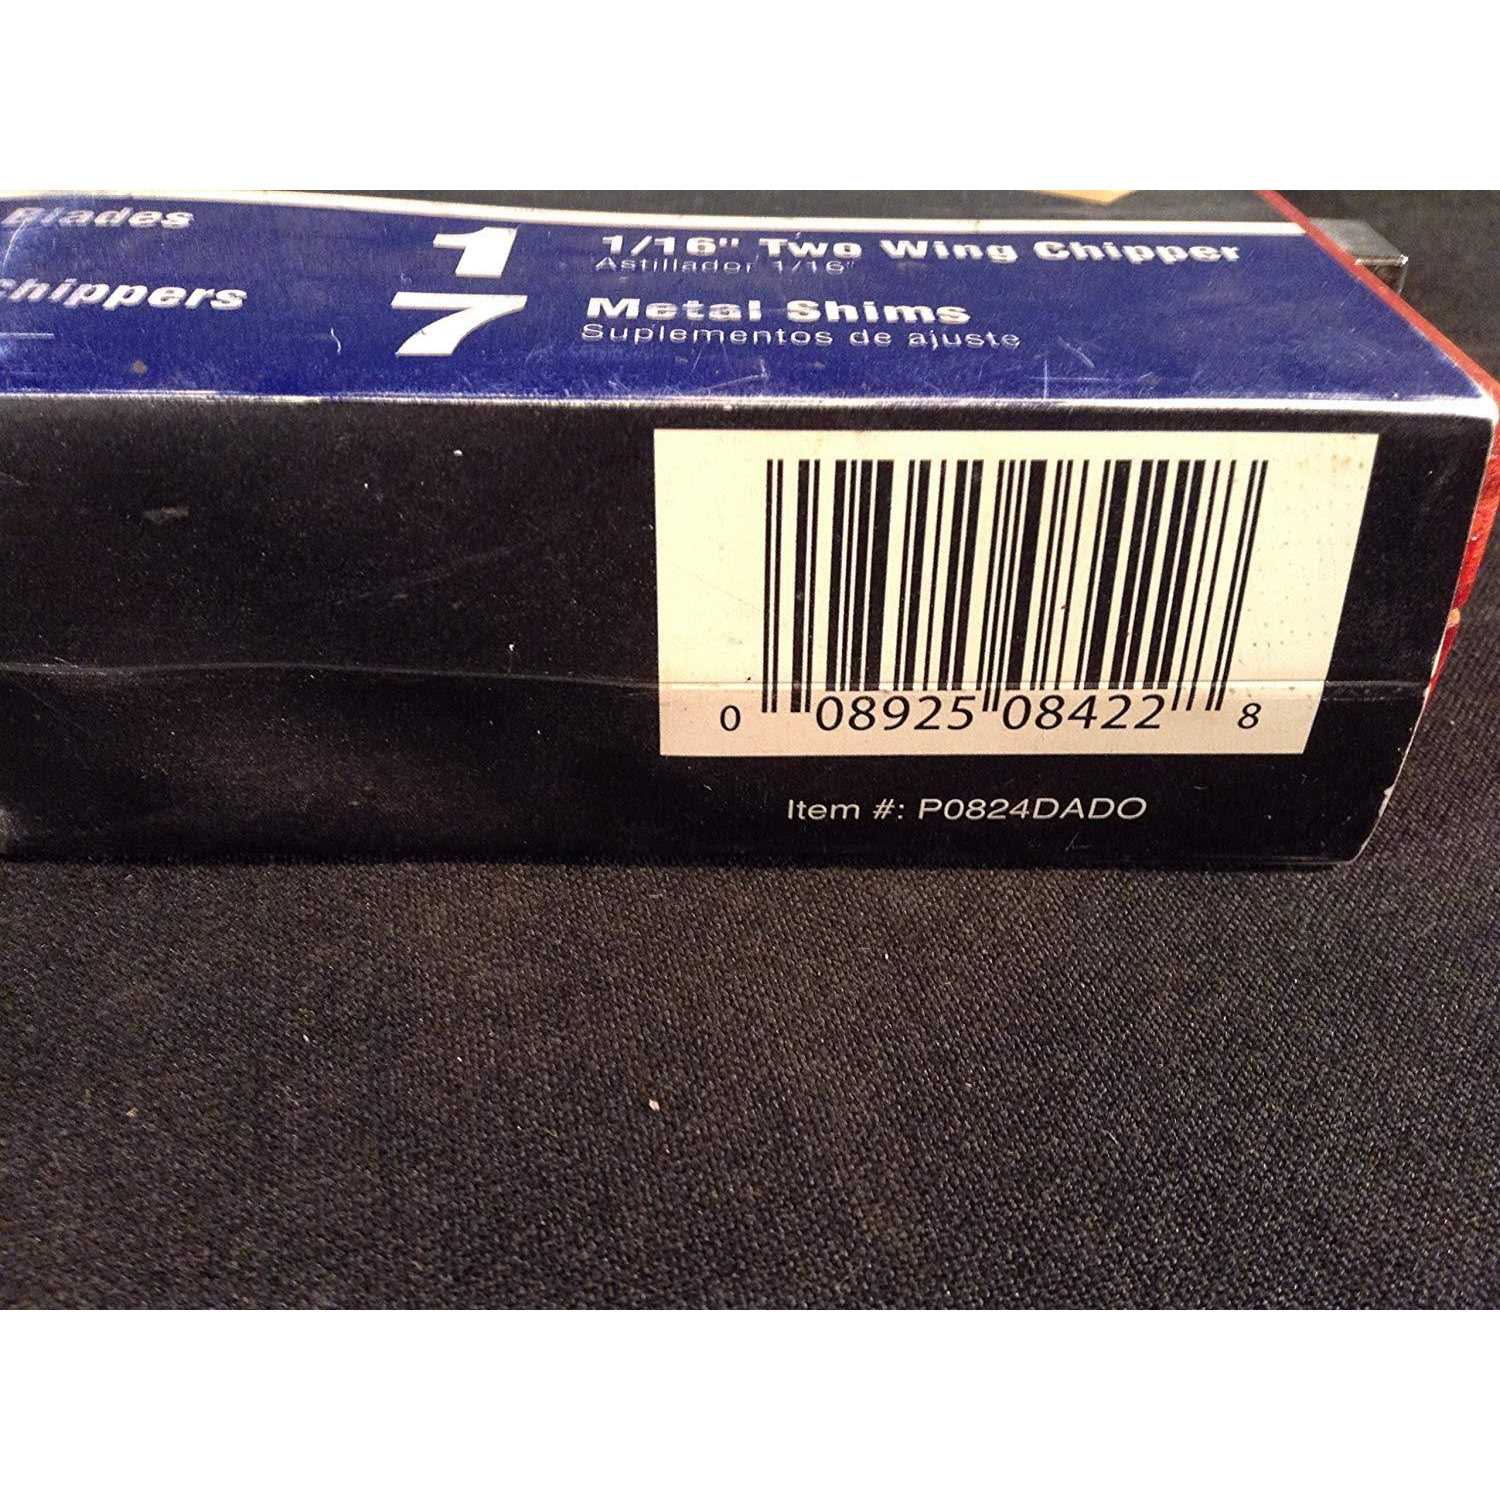 Blades
1 1/16" Two Wing Chipper
Astillador 1/16"
Chippers
7 Metal Shims
Suplementos de ajuste
0 08925 08422 8
Item #: P0824DADO